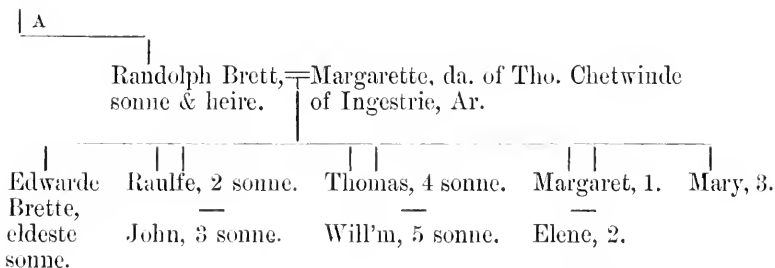 A
Randolph Brett, Margarette, da. of Tho. Chetwinde
sonne & heire. of Ingestrie, Ar.
Edwarde Raulfe, 2 sonne. Thomas, 4 sonne. Margaret, 1. Mary, 3.
Brette,
eldeste John, 3 sonne. Will'm, 5 sonne. Elene, 2.
sonne.